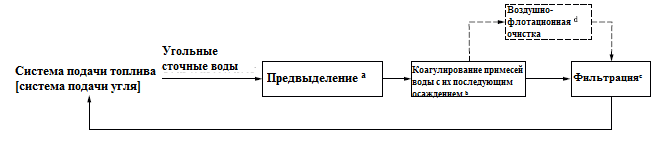 Воздушно-
флотационная d
очистка
Угольные
сточные воды
Система подачи топлива
[система подачи угля]
Предвыделение a
Коагулирование примесей
воды с их последующим
осаждением b
Фильтрация c